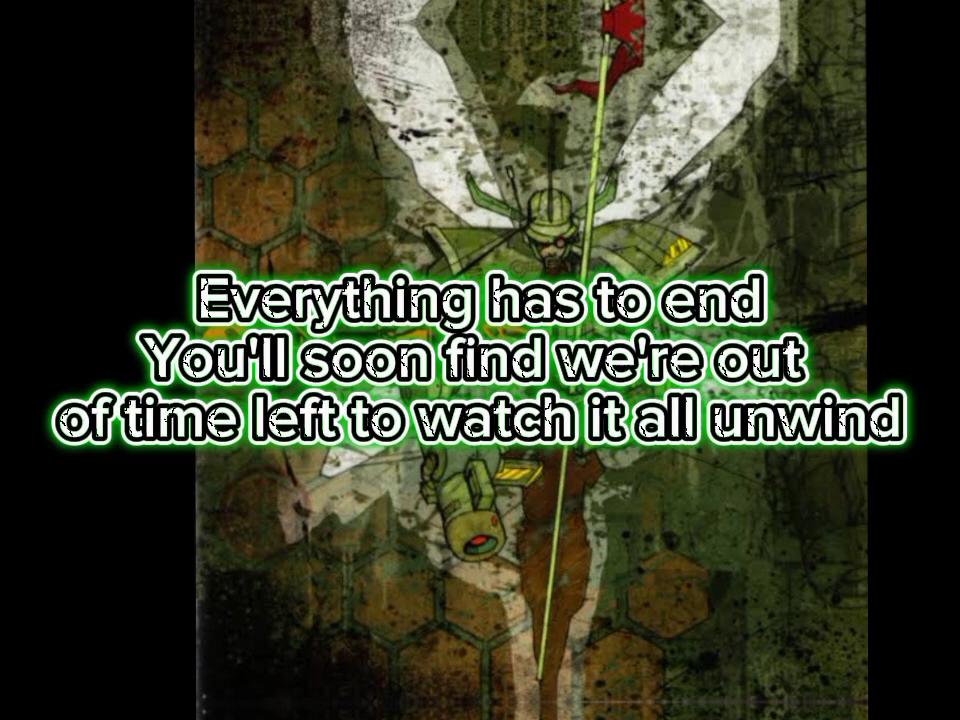 Everything has to end
You'll soon find we're out
of time left to watch it all unwind